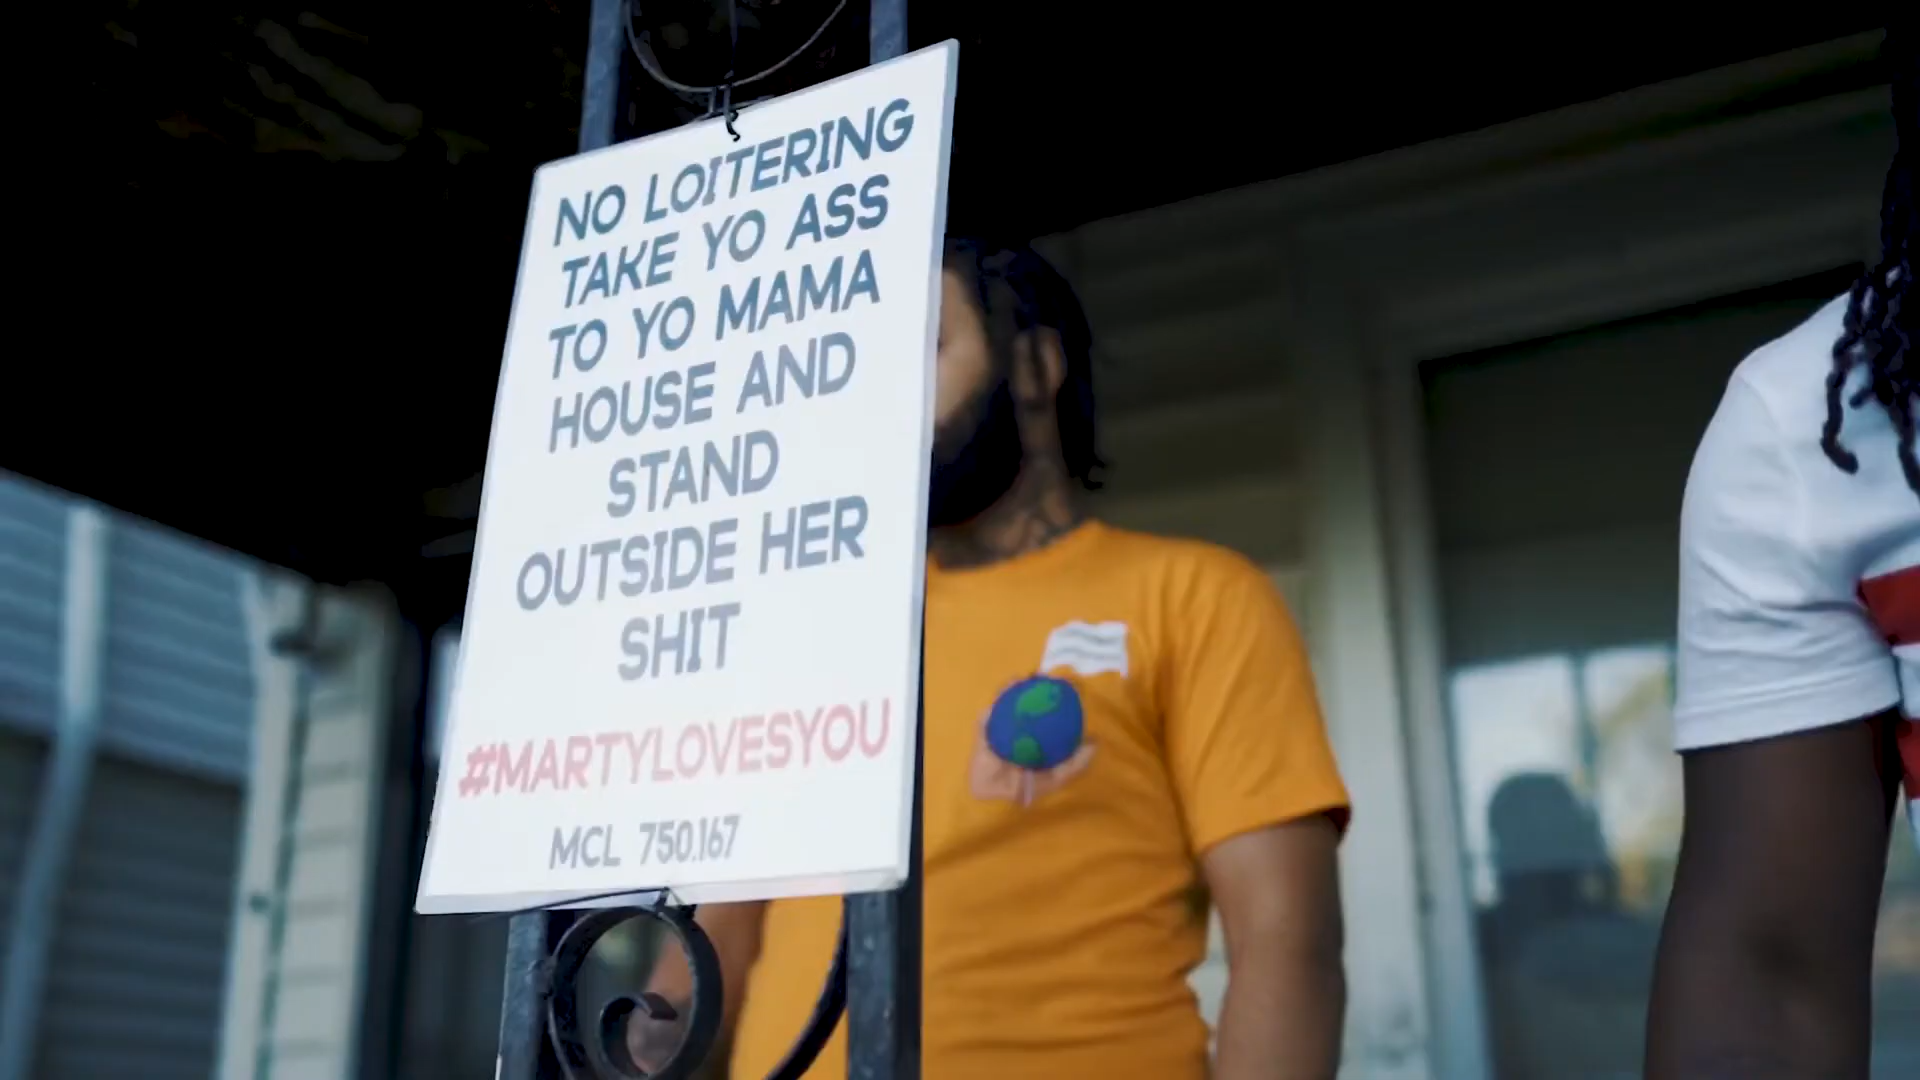 NO LOITERING
TAKE YO ASS
TO YO MAMA
HOUSE AND
STAND
OUTSIDE HER
SHIT
#MARTYLOVESYOU
MCL 750.167